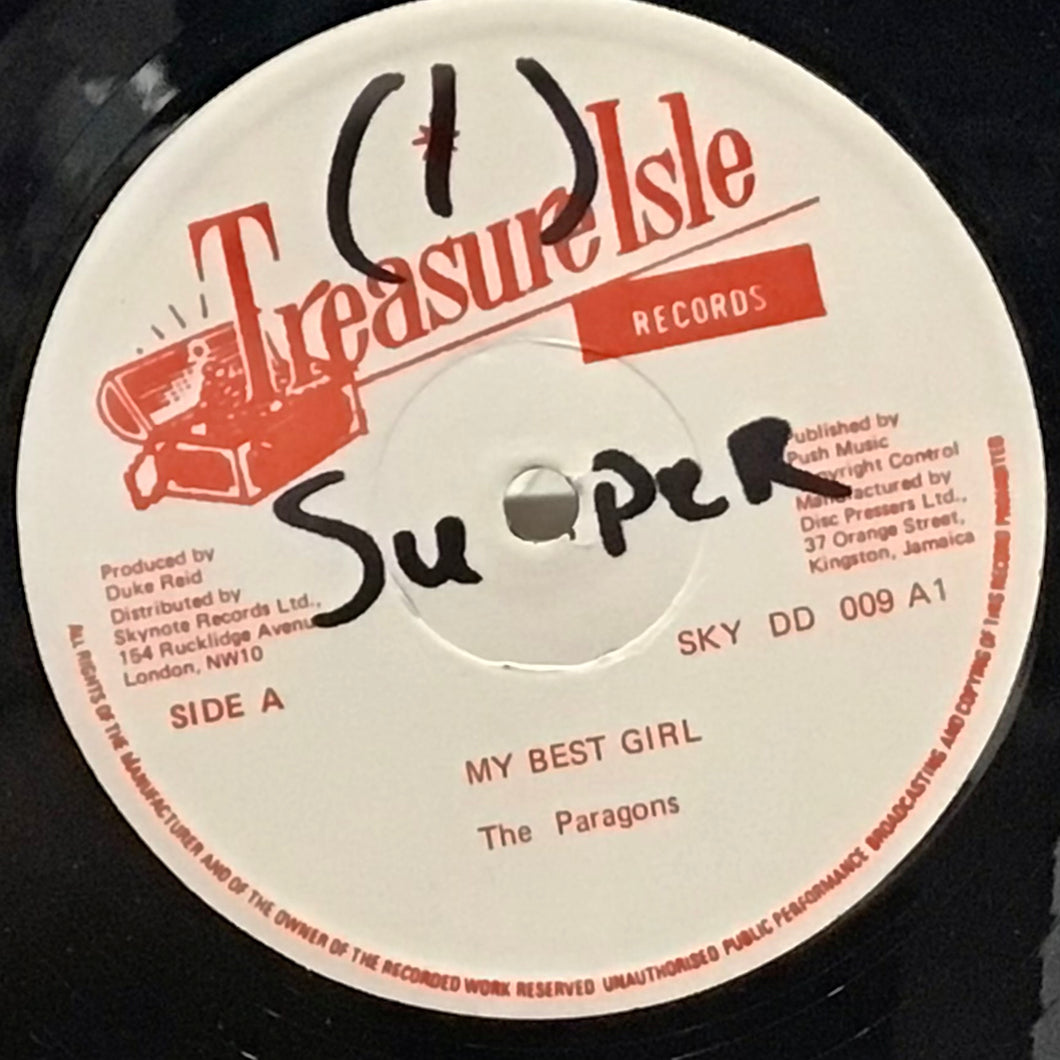 (1)
Treasure Isle
RECORDS
Super
Published by
Push Music
Copyright Control
Manufactured by
Disc Pressers Ltd.,
37 Orange Street,
Kingston, Jamaica
Produced by
Duke Reid
Distributed by
Skynote Records Ltd.,
154 Rucklidge Avenue
London, NW10
SIDE A
SKY DD 009 A1
MY BEST GIRL
The Paragons
ALL RIGHTS OF THE MANUFACTURER AND OF THE OWNER OF THE RECORDED WORK RESERVED UNAUTHORISED PUBLIC PERFORMANCE BROADCASTING AND COPYING OF THIS RECORD PROHIBITED